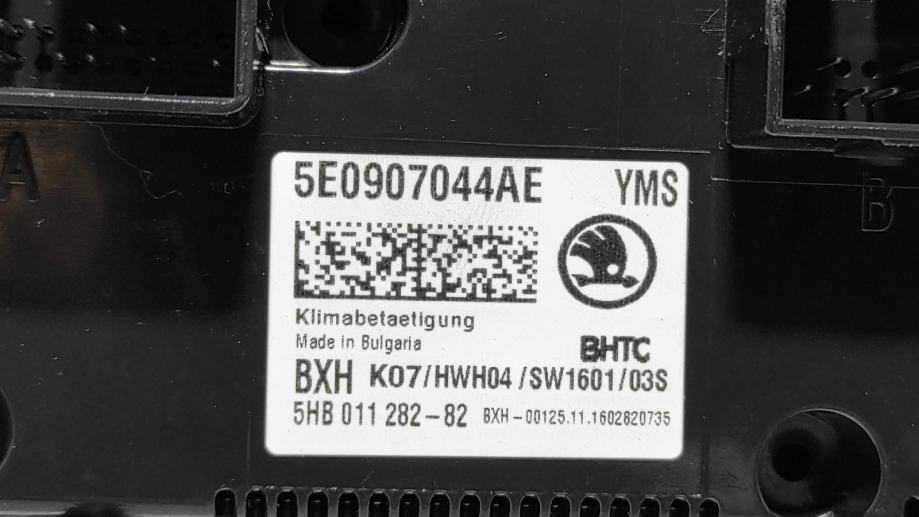 A
B
5E0907044AE YMS
Klimabetaetigung
Made in Bulgaria
BHTC
BXH K07/HWH04/SW1601/03S
5HB 011 282-82 BXH-00125.11.1602820735